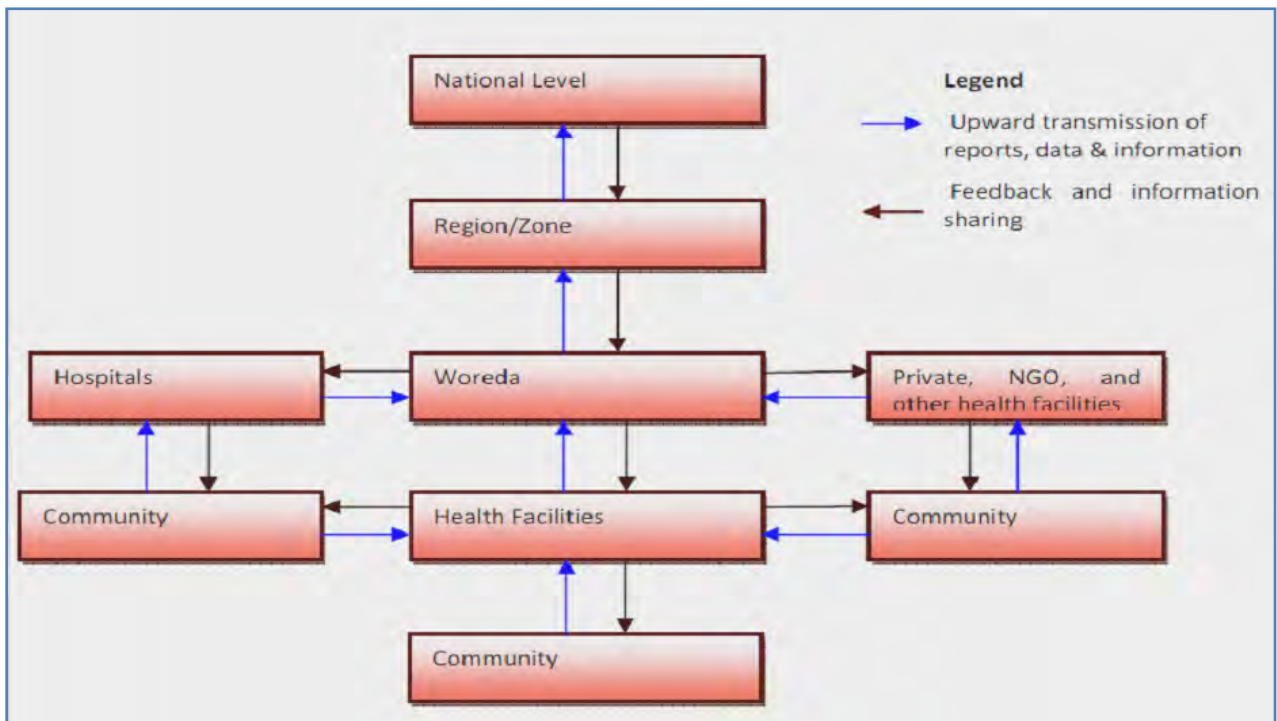 National Level
Legend
Upward transmission of
reports, data & information
Feedback and information
sharing
Region/Zone
Hospitals
Woreda
Private, NGO, and
other health facilities
Community
Health Facilities
Community
Community